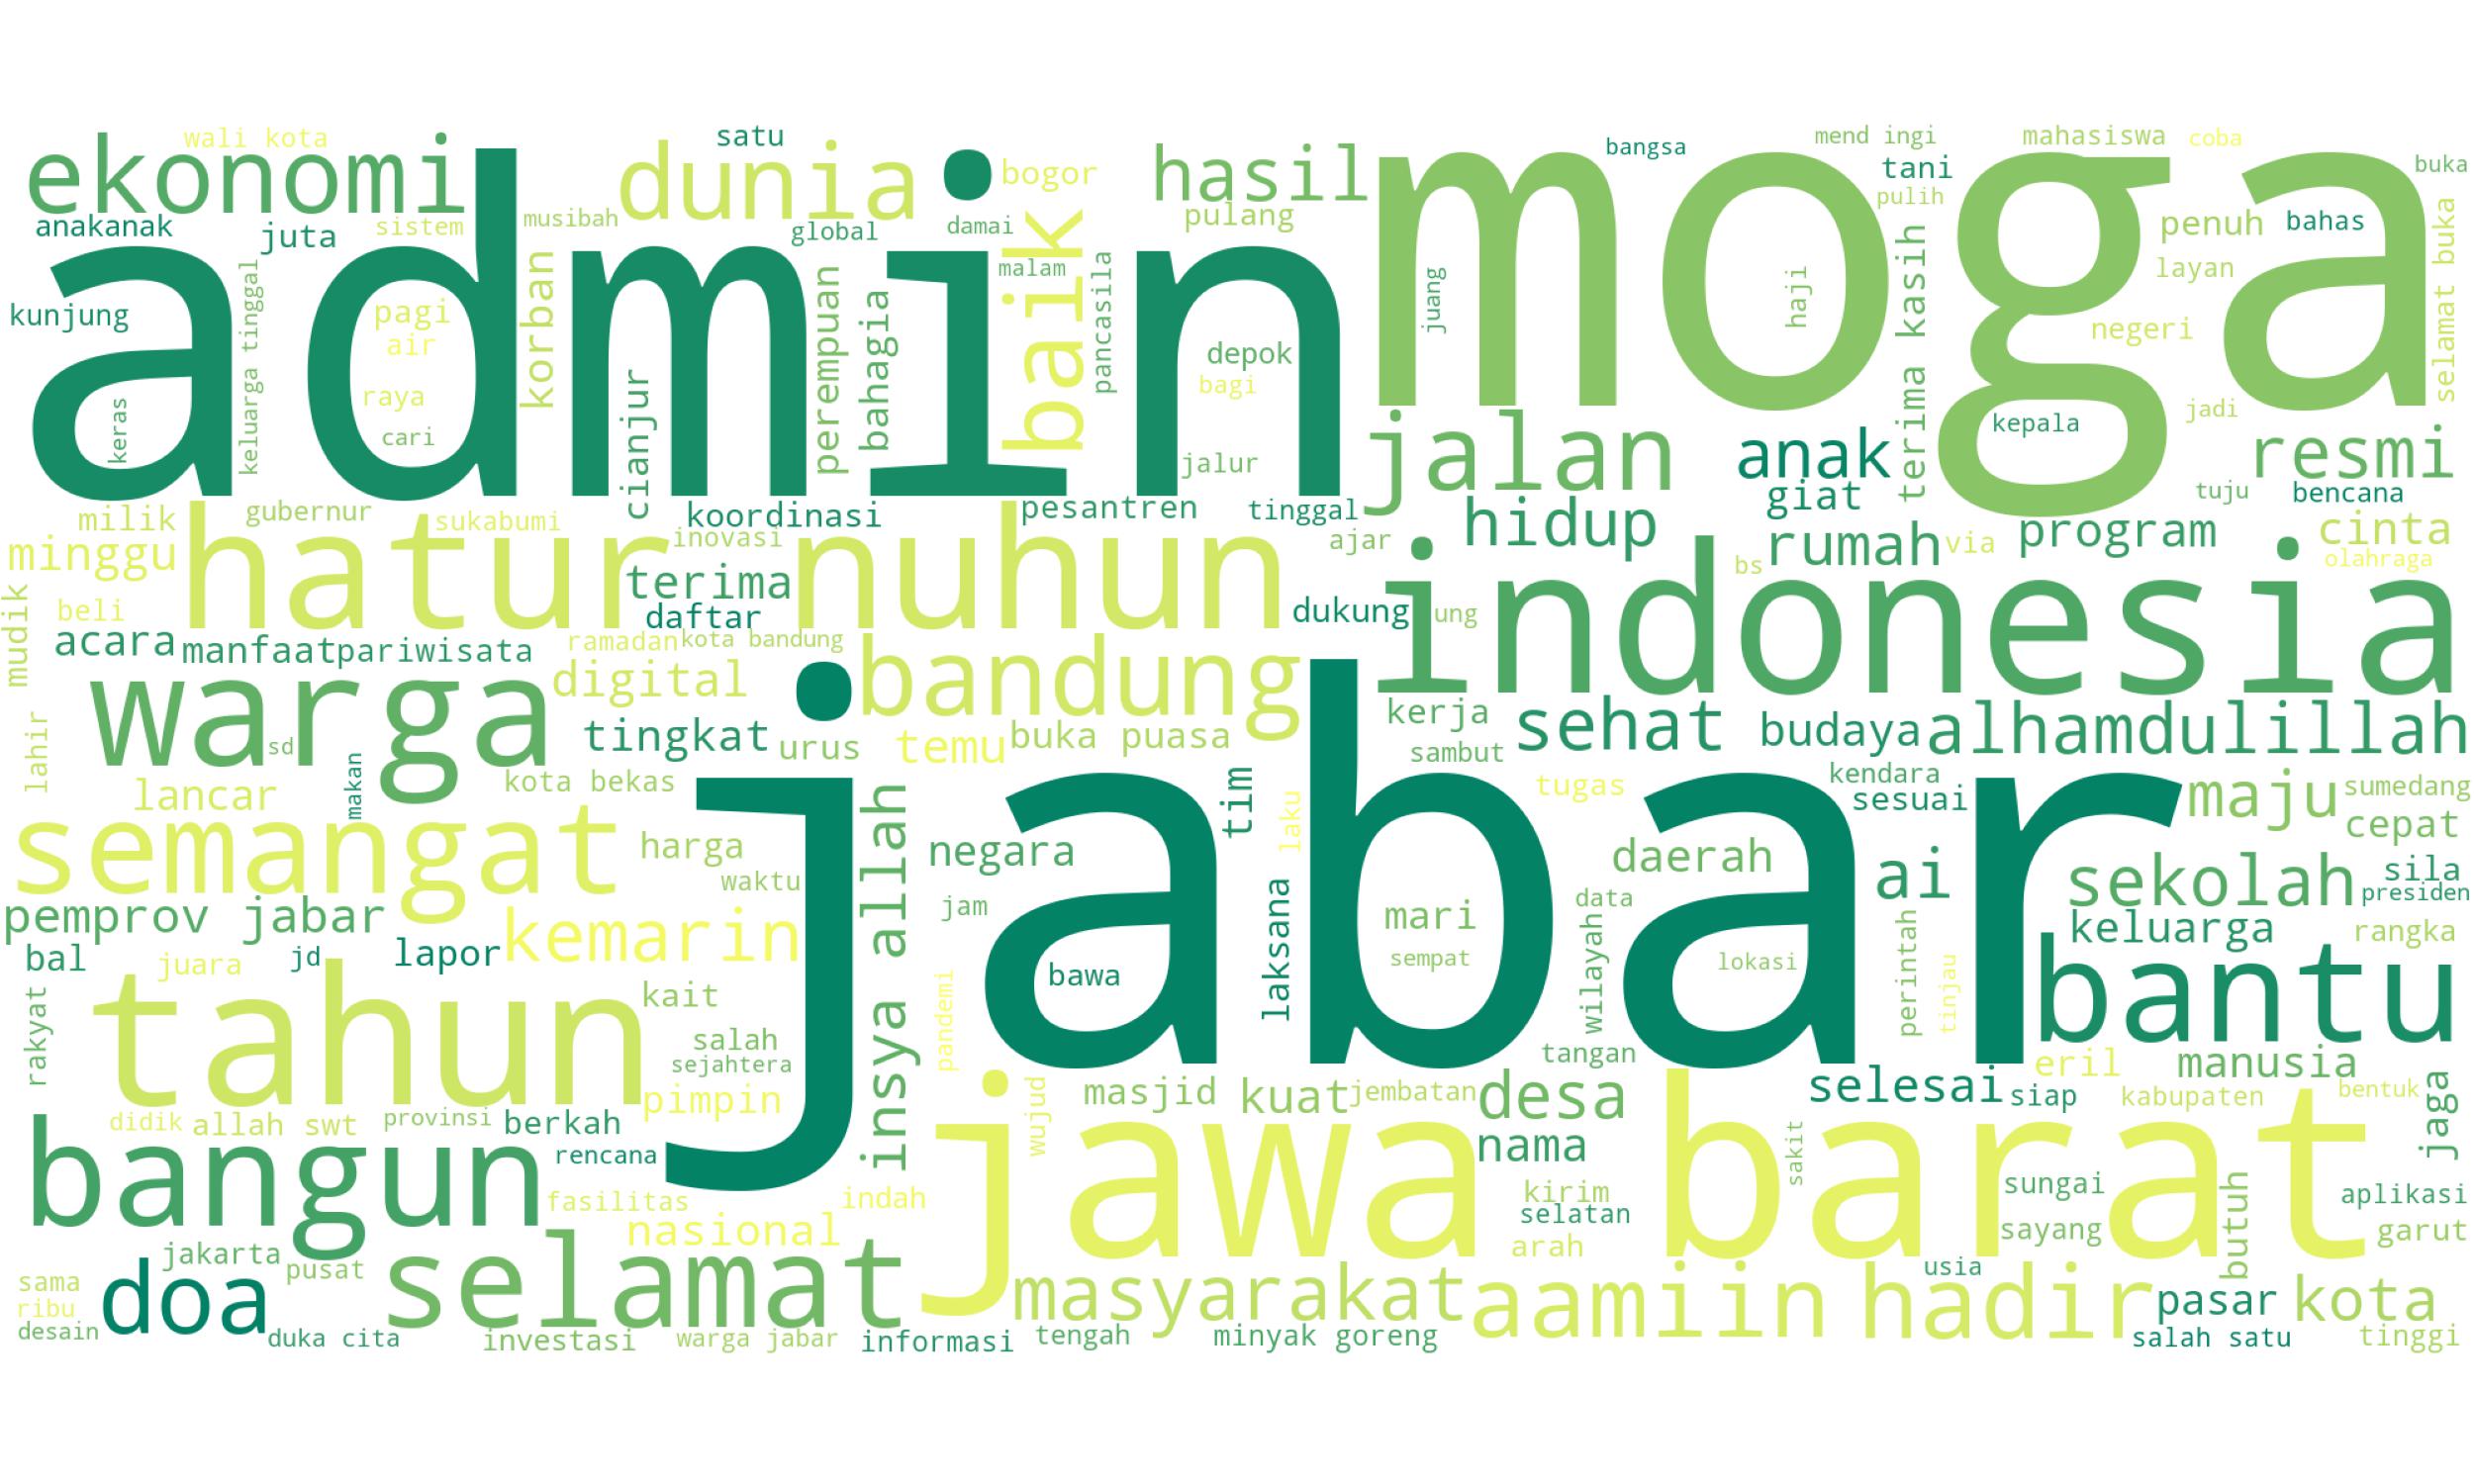 wali kota
satu
bangsa
mend ingi
mahasiswa
coba
ekonomi
dunia
bogor
hasil
moga
tani
buka
anakanak
juta
sistem
musibah
global
damai
pulang
pulih
penuh
bahas
admin
baik
malam
pancasila
juang
haji
terima kasih
layan
selamat buka
kunjung
keluarga tinggal
pagi
air
korban
perempuan
bahagia
depok
negeri
keras
raya
cari
cianjur
bagi
jalur
jalan
anak
kepala
jadi
resmi
milik
gubernur
sukabumi
koordinasi
pesantren
tinggal
hidup
giat
tuju
bencana
minggu
hatur nuhun
inovasi
ajar
rumah
via
program
cinta
olahraga
mudik
beli
terima
daftar
dukung
ung
bs
indonesia
acara
manfaat
pariwisata
ramadan
kota bandung
warga
digital
bandung
lahir
sd
tingkat
urus
temu
buka puasa
kerja
sambut
sehat
budaya
alhamdulillah
lancar
makan
kota bekas
jabar
tim
laku
tugas
kendara
sesuai
maju
sumedang
cepat
semangat
harga
waktu
insya allah
negara
daerah
ai
sekolah
sila
presiden
pemprov jabar
kemarin
jam
laksana
mari
data
wilayah
perintah
keluarga
rangka
bal
juara
jd
lapor
bawa
sempat
lokasi
tinjau
bantu
rakyat
tahun
kait
pandemi
salah
sejahtera
tangan
eril
manusia
pimpin
wujud
masjid
kuat
jembatan
desa
selesai
siap
kabupaten
bentuk
jaga
didik
allah swt
provinsi
berkah
nama
sakit
bangun
rencana
jawa barat
fasilitas
indah
kirim
selatan
sungai
butuh
aplikasi
nasional
arah
sayang
garut
jakarta
pusat
selamat
usia
sama
ribu
desain
doa
masyarakat
aamiin
hadir
pasar
kota
duka cita
investasi
warga jabar
informasi
tengah
minyak goreng
salah satu
tinggi